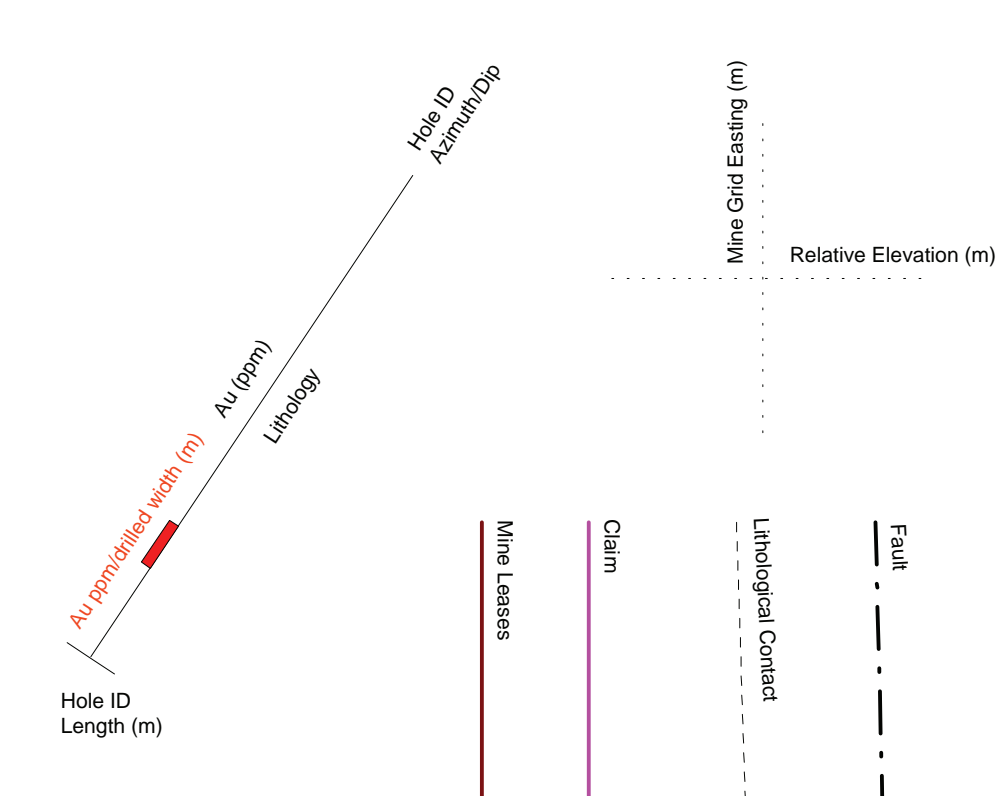 Hole ID
Azimuth/Dip
Mine Grid Easting (m)
Relative Elevation (m)
Au (ppm)
Lithology
Au ppm/drilled width (m)
Hole ID
Length (m)
Mine Leases
Claim
Lithological Contact
Fault